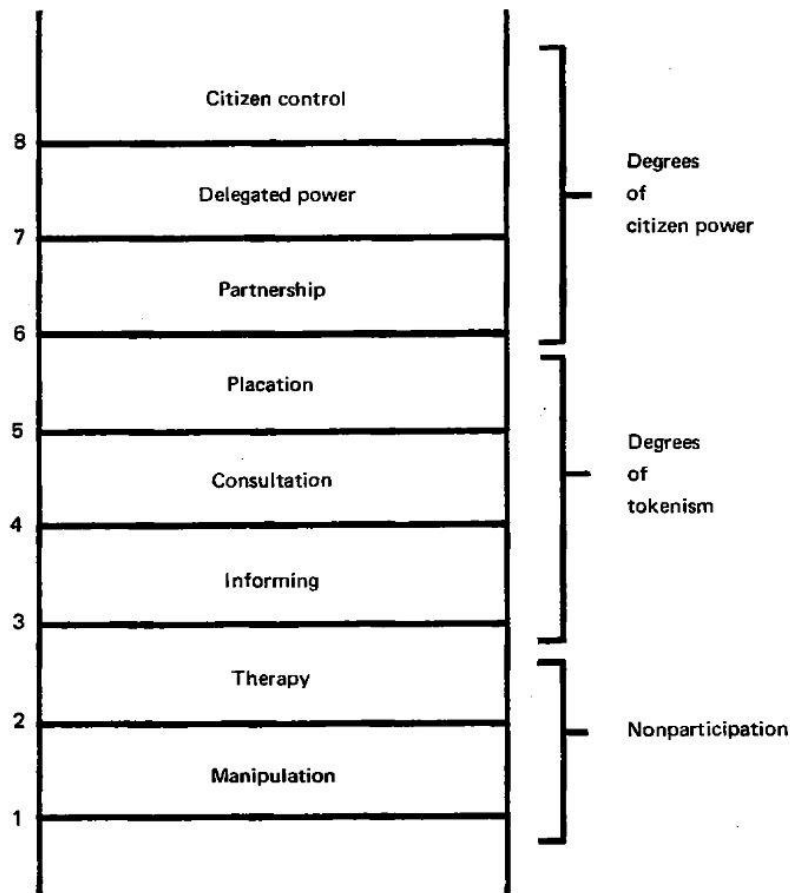 Citizen control
8
Delegated power
7
Partnership
6
Placation
5
Consultation
4
Informing
3
Therapy
2
Manipulation
1
Degrees
of
citizen power
Degrees
of
tokenism
Nonparticipation